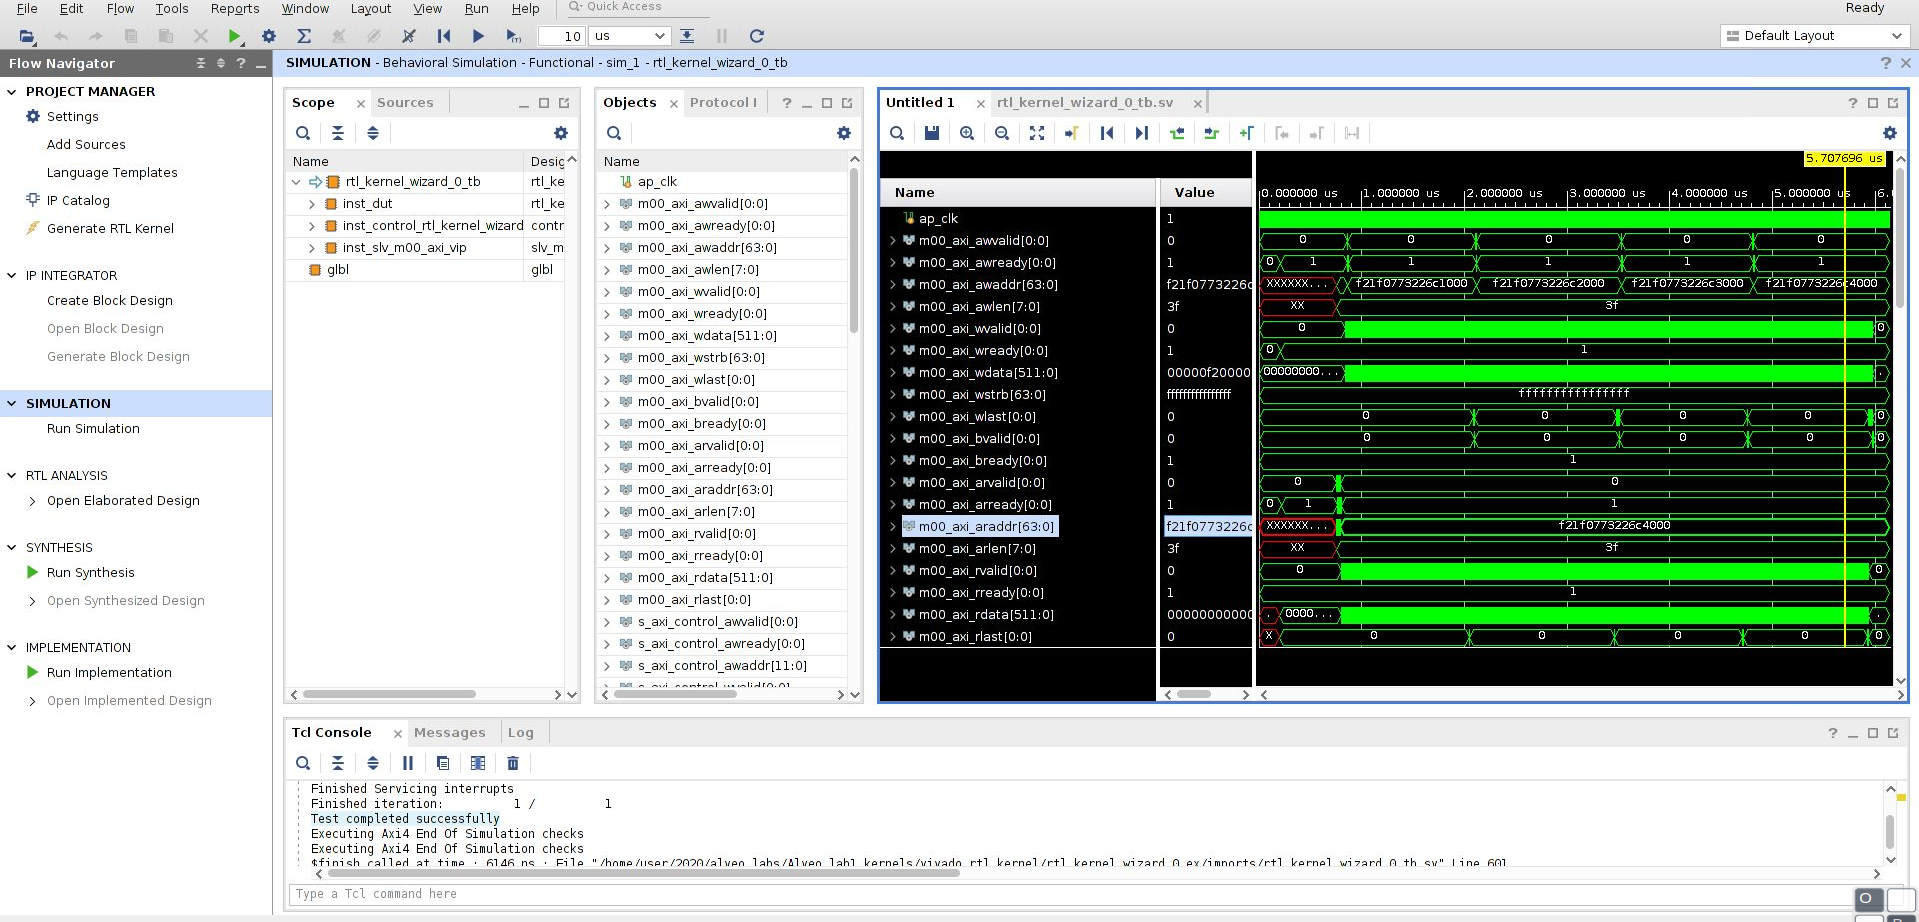 File Edit Flow Tools Reports Window Layout View Run Help Quick Access Ready
10 us Default Layout
Flow Navigator
SIMULATION - Behavioral Simulation - Functional - sim_1 - rtl_kernel_wizard_0_tb
PROJECT MANAGER
Settings
Add Sources
Language Templates
IP Catalog
Generate RTL Kernel
IP INTEGRATOR
Create Block Design
Open Block Design
Generate Block Design
SIMULATION
Run Simulation
RTL ANALYSIS
Open Elaborated Design
SYNTHESIS
Run Synthesis
Open Synthesized Design
IMPLEMENTATION
Run Implementation
Open Implemented Design
Scope Sources
Name Desig
rtl_kernel_wizard_0_tb rtl_ke
inst_dut rtl_ke
inst_control_rtl_kernel_wizard contr
inst_slv_m00_axi_vip slv_m
glbl glbl
Objects Protocol I
Name
ap_clk
m00_axi_awvalid[0:0]
m00_axi_awready[0:0]
m00_axi_awaddr[63:0]
m00_axi_awlen[7:0]
m00_axi_wvalid[0:0]
m00_axi_wready[0:0]
m00_axi_wdata[511:0]
m00_axi_wstrb[63:0]
m00_axi_wlast[0:0]
m00_axi_bvalid[0:0]
m00_axi_bready[0:0]
m00_axi_arvalid[0:0]
m00_axi_arready[0:0]
m00_axi_araddr[63:0]
m00_axi_arlen[7:0]
m00_axi_rvalid[0:0]
m00_axi_rready[0:0]
m00_axi_rdata[511:0]
m00_axi_rlast[0:0]
s_axi_control_awvalid[0:0]
s_axi_control_awready[0:0]
s_axi_control_awaddr[11:0]
s_axi_control_wvalid[0:0]
Untitled 1 rtl_kernel_wizard_0_tb.sv
5.707696 us
Name Value 0.000000 us 1.000000 us 2.000000 us 3.000000 us 4.000000 us 5.000000 us 6.
ap_clk 1
m00_axi_awvalid[0:0] 0 0 0 0 0 0
m00_axi_awready[0:0] 1 0 1 1 1 1 1
m00_axi_awaddr[63:0] f21f0773226c XXXXXX... f21f0773226c1000 f21f0773226c2000 f21f0773226c3000 f21f0773226c4000
m00_axi_awlen[7:0] 3f XX 3f
m00_axi_wvalid[0:0] 0 0 0
m00_axi_wready[0:0] 1 0 1
m00_axi_wdata[511:0] 00000f20000 00000000... .
m00_axi_wstrb[63:0] ffffffffffffffff ffffffffffffffff
m00_axi_wlast[0:0] 0 0 0 0 0 0
m00_axi_bvalid[0:0] 0 0 0 0 0 0
m00_axi_bready[0:0] 1 1
m00_axi_arvalid[0:0] 0 0 0
m00_axi_arready[0:0] 1 0 1 1
m00_axi_araddr[63:0] f21f0773226c XXXXXX... f21f0773226c4000
m00_axi_arlen[7:0] 3f XX 3f
m00_axi_rvalid[0:0] 0 0 0
m00_axi_rready[0:0] 1 1
m00_axi_rdata[511:0] 000000000000 . 0000... .
m00_axi_rlast[0:0] 0 X 0 0 0 0 0
Tcl Console Messages Log
Finished Servicing interrupts
Finished iteration: 1 / 1
Test completed successfully
Executing Axi4 End Of Simulation checks
Executing Axi4 End Of Simulation checks
$finish called at time : 6146 ns : File "/home/user/2020/alveo_labs/Alveo_lab1_kernels/vivado_rtl_kernel/rtl_kernel_wizard_0_ex/imports/rtl_kernel_wizard_0_tb.sv" Line 601
Type a Tcl command here